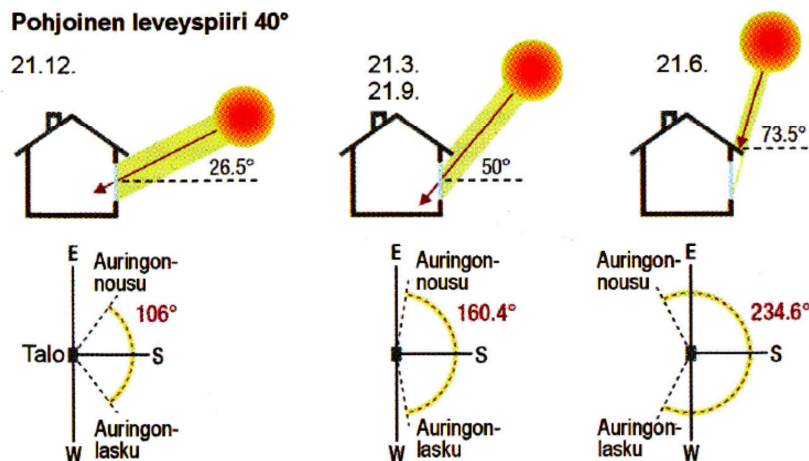 Pohjoinen leveyspiiri 40°
21.12.
26.5°
21.3.
21.9.
50°
21.6.
73.5°
E
Auringon-
nousu
106°
Talo
S
Auringon-
lasku
W
E
Auringon-
nousu
160.4°
S
Auringon-
lasku
W
E
Auringon-
nousu
234.6°
S
Auringon-
lasku
W